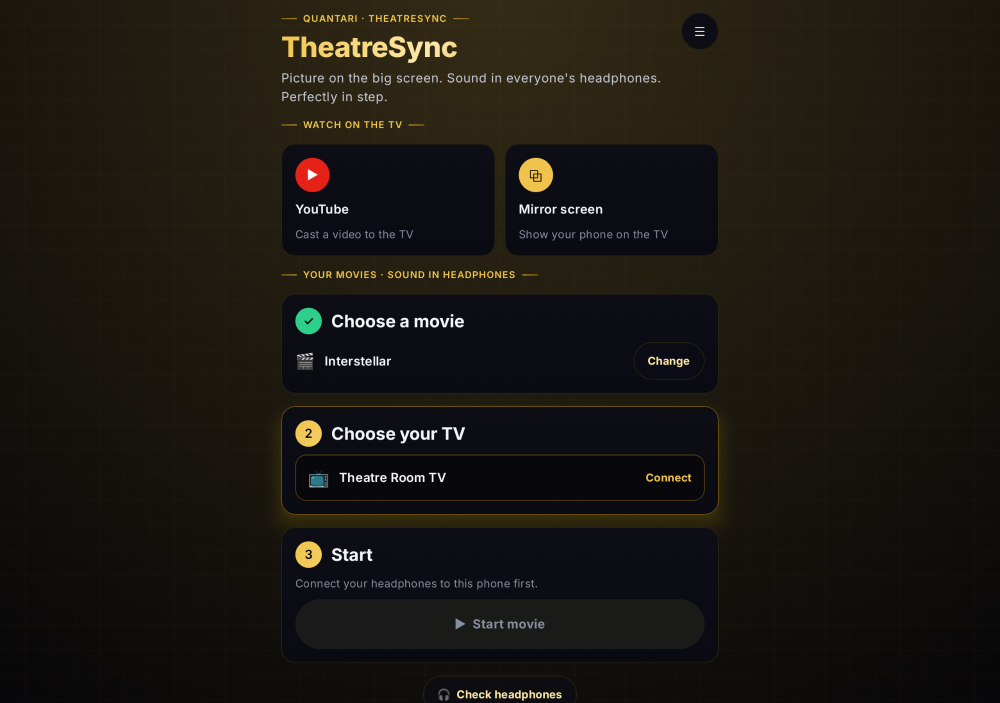 QUANTARI · THEATRESYNC
TheatreSync
Picture on the big screen. Sound in everyone's headphones.
Perfectly in step.
WATCH ON THE TV
YouTube
Cast a video to the TV
Mirror screen
Show your phone on the TV
YOUR MOVIES · SOUND IN HEADPHONES
Choose a movie
Interstellar
Change
2
Choose your TV
Theatre Room TV
Connect
3
Start
Connect your headphones to this phone first.
Start movie
Check headphones